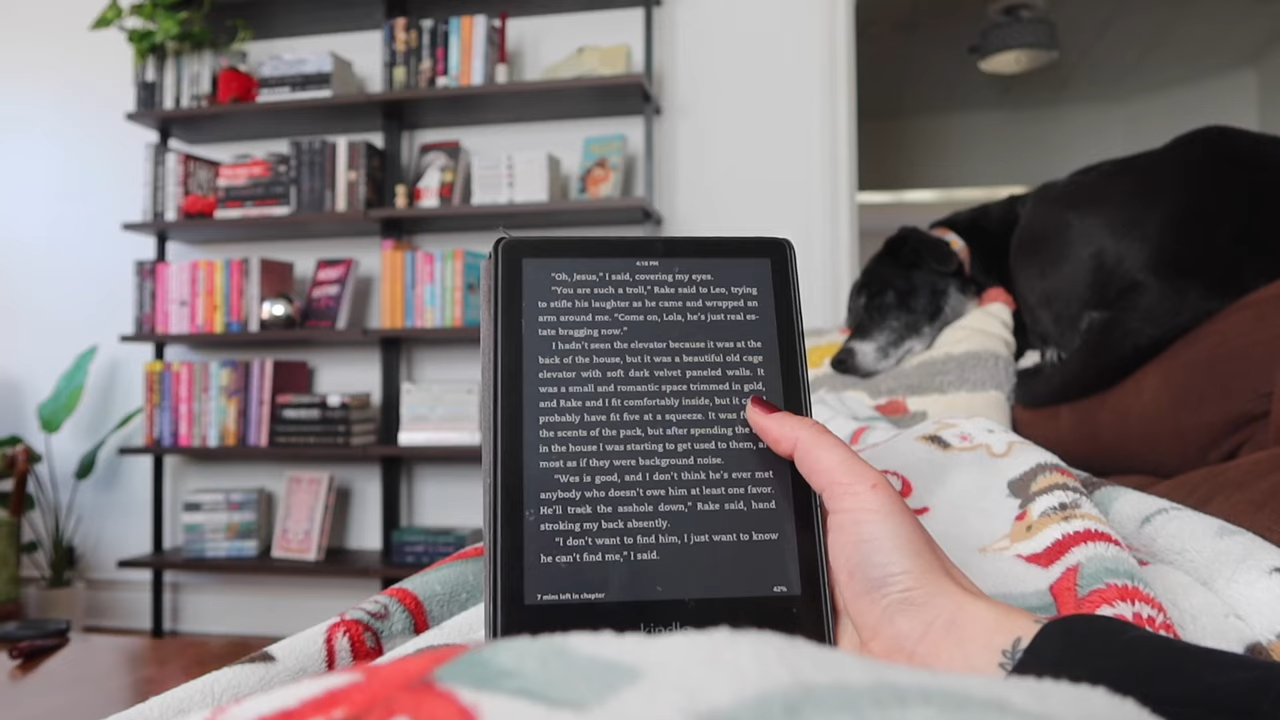 4:18 PM
"Oh, Jesus," I said, covering my eyes.
"You are such a troll," Rake said to Leo, trying
to stifle his laughter as he came and wrapped an
arm around me. "Come on, Lola, he's just real es-
tate bragging now."
I hadn't seen the elevator because it was at the
back of the house, but it was a beautiful old cage
elevator with soft dark velvet paneled walls. It
was a small and romantic space trimmed in gold,
and Rake and I fit comfortably inside, but it
probably have fit five at a squeeze. It was
the scents of the pack, but after spending the
in the house I was starting to get used to them,
most as if they were background noise.
"Wes is good, and I don't think he's ever met
anybody who doesn't owe him at least one favor.
He'll track the asshole down," Rake said, hand
stroking my back absently.
"I don't want to find him, I just want to know
he can't find me," I said.
7 mins left in chapter 42%
kindle